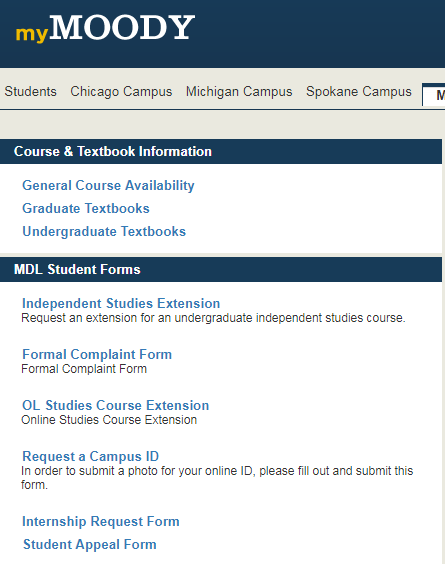 myMOODY
Students Chicago Campus Michigan Campus Spokane Campus
Course & Textbook Information
General Course Availability
Graduate Textbooks
Undergraduate Textbooks
MDL Student Forms
Independent Studies Extension
Request an extension for an undergraduate independent studies course.
Formal Complaint Form
Formal Complaint Form
OL Studies Course Extension
Online Studies Course Extension
Request a Campus ID
In order to submit a photo for your online ID, please fill out and submit this
form.
Internship Request Form
Student Appeal Form